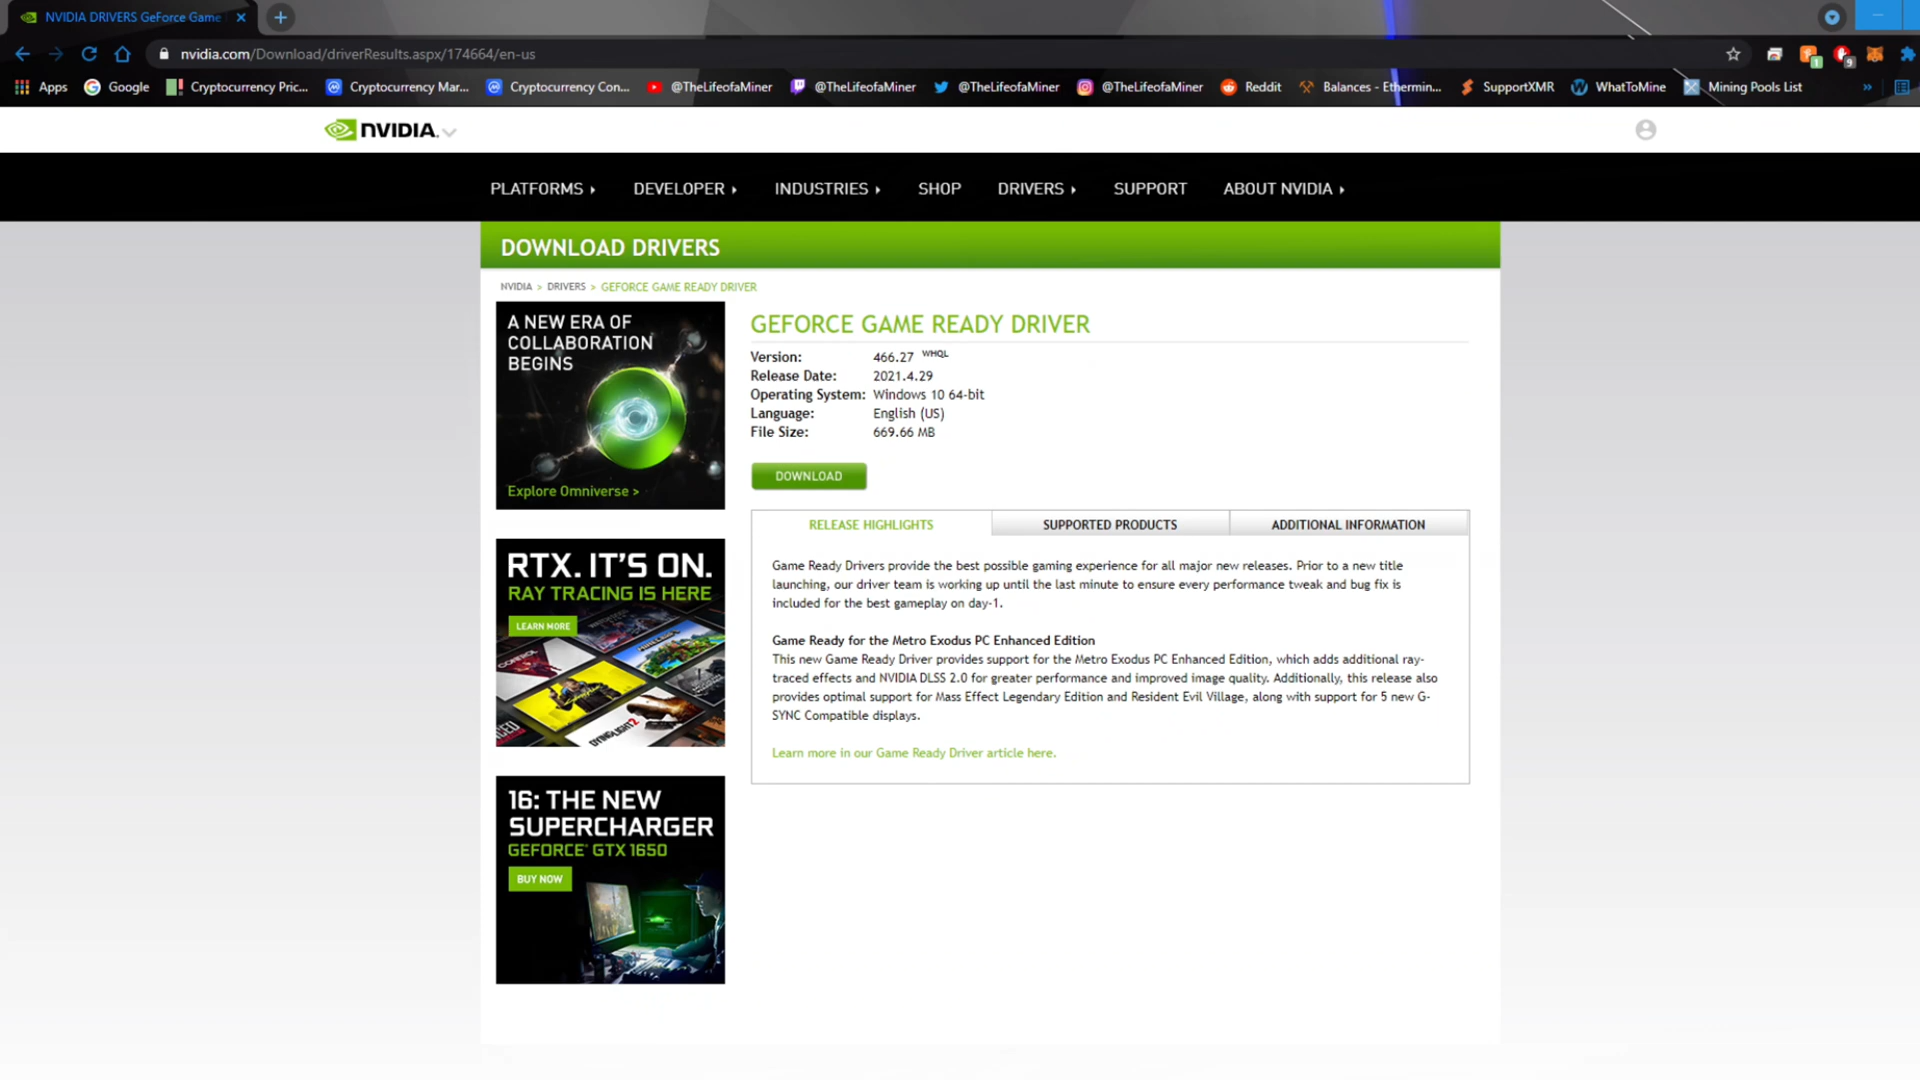 NVIDIA DRIVERS GeForce Game
nvidia.com/Download/driverResults.aspx/174664/en-us
1
9
Apps
Google
Cryptocurrency Pric...
Cryptocurrency Mar...
Cryptocurrency Con...
@TheLifeofaMiner
@TheLifeofaMiner
@TheLifeofaMiner
@TheLifeofaMiner
Reddit
Balances - Ethermin...
SupportXMR
WhatToMine
Mining Pools List
»
NVIDIA.
PLATFORMS
DEVELOPER
INDUSTRIES
SHOP
DRIVERS
SUPPORT
ABOUT NVIDIA
DOWNLOAD DRIVERS
NVIDIA > DRIVERS > GEFORCE GAME READY DRIVER
A NEW ERA OF
COLLABORATION
BEGINS
Explore Omniverse >
RTX. IT'S ON.
RAY TRACING IS HERE
LEARN MORE
CONTROL
MINECRAFT
DYING LIGHT 2
16: THE NEW
SUPERCHARGER
GEFORCE® GTX 1650
BUY NOW
GEFORCE GAME READY DRIVER
Version: 466.27 WHQL
Release Date: 2021.4.29
Operating System: Windows 10 64-bit
Language: English (US)
File Size: 669.66 MB
DOWNLOAD
RELEASE HIGHLIGHTS
SUPPORTED PRODUCTS
ADDITIONAL INFORMATION
Game Ready Drivers provide the best possible gaming experience for all major new releases. Prior to a new title
launching, our driver team is working up until the last minute to ensure every performance tweak and bug fix is
included for the best gameplay on day-1.
Game Ready for the Metro Exodus PC Enhanced Edition
This new Game Ready Driver provides support for the Metro Exodus PC Enhanced Edition, which adds additional ray-
traced effects and NVIDIA DLSS 2.0 for greater performance and improved image quality. Additionally, this release also
provides optimal support for Mass Effect Legendary Edition and Resident Evil Village, along with support for 5 new G-
SYNC Compatible displays.
Learn more in our Game Ready Driver article here.